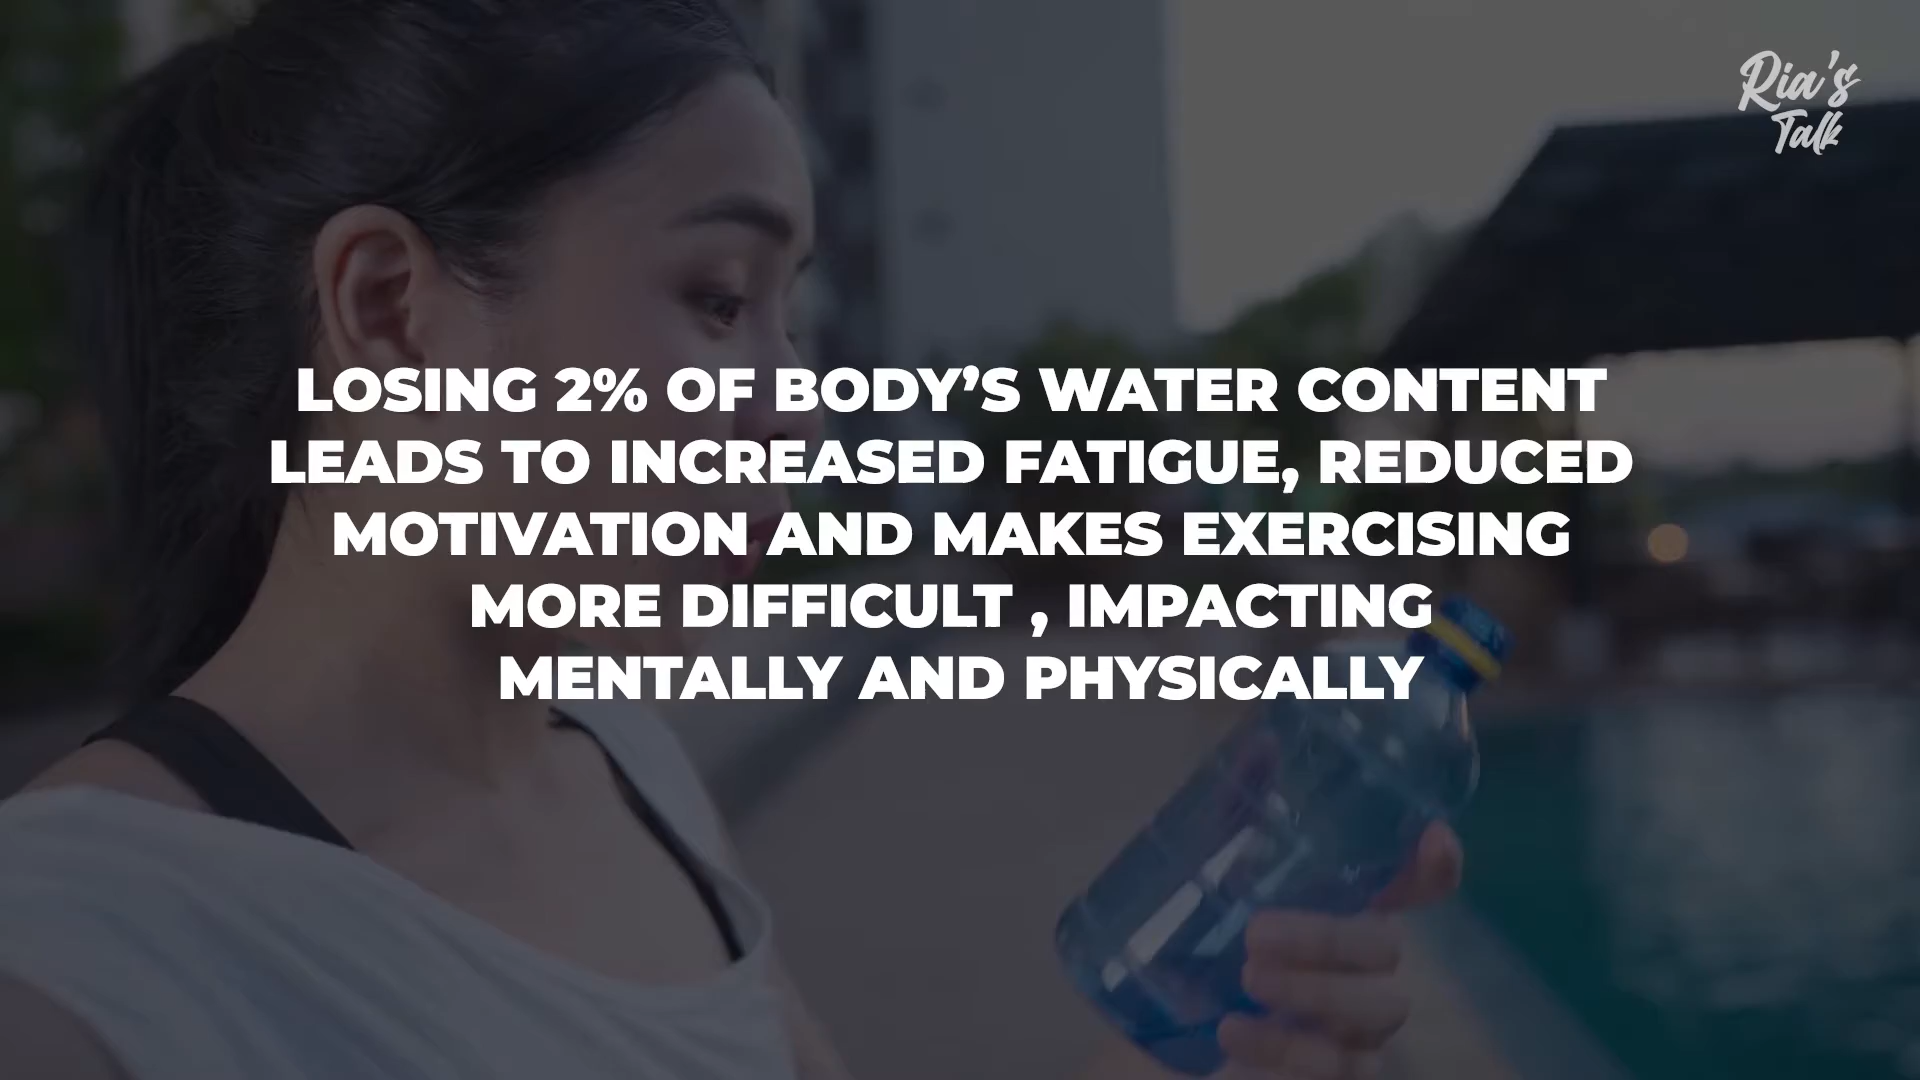 Ria's
Talk
LOSING 2% OF BODY’S WATER CONTENT
LEADS TO INCREASED FATIGUE, REDUCED
MOTIVATION AND MAKES EXERCISING
MORE DIFFICULT , IMPACTING
MENTALLY AND PHYSICALLY